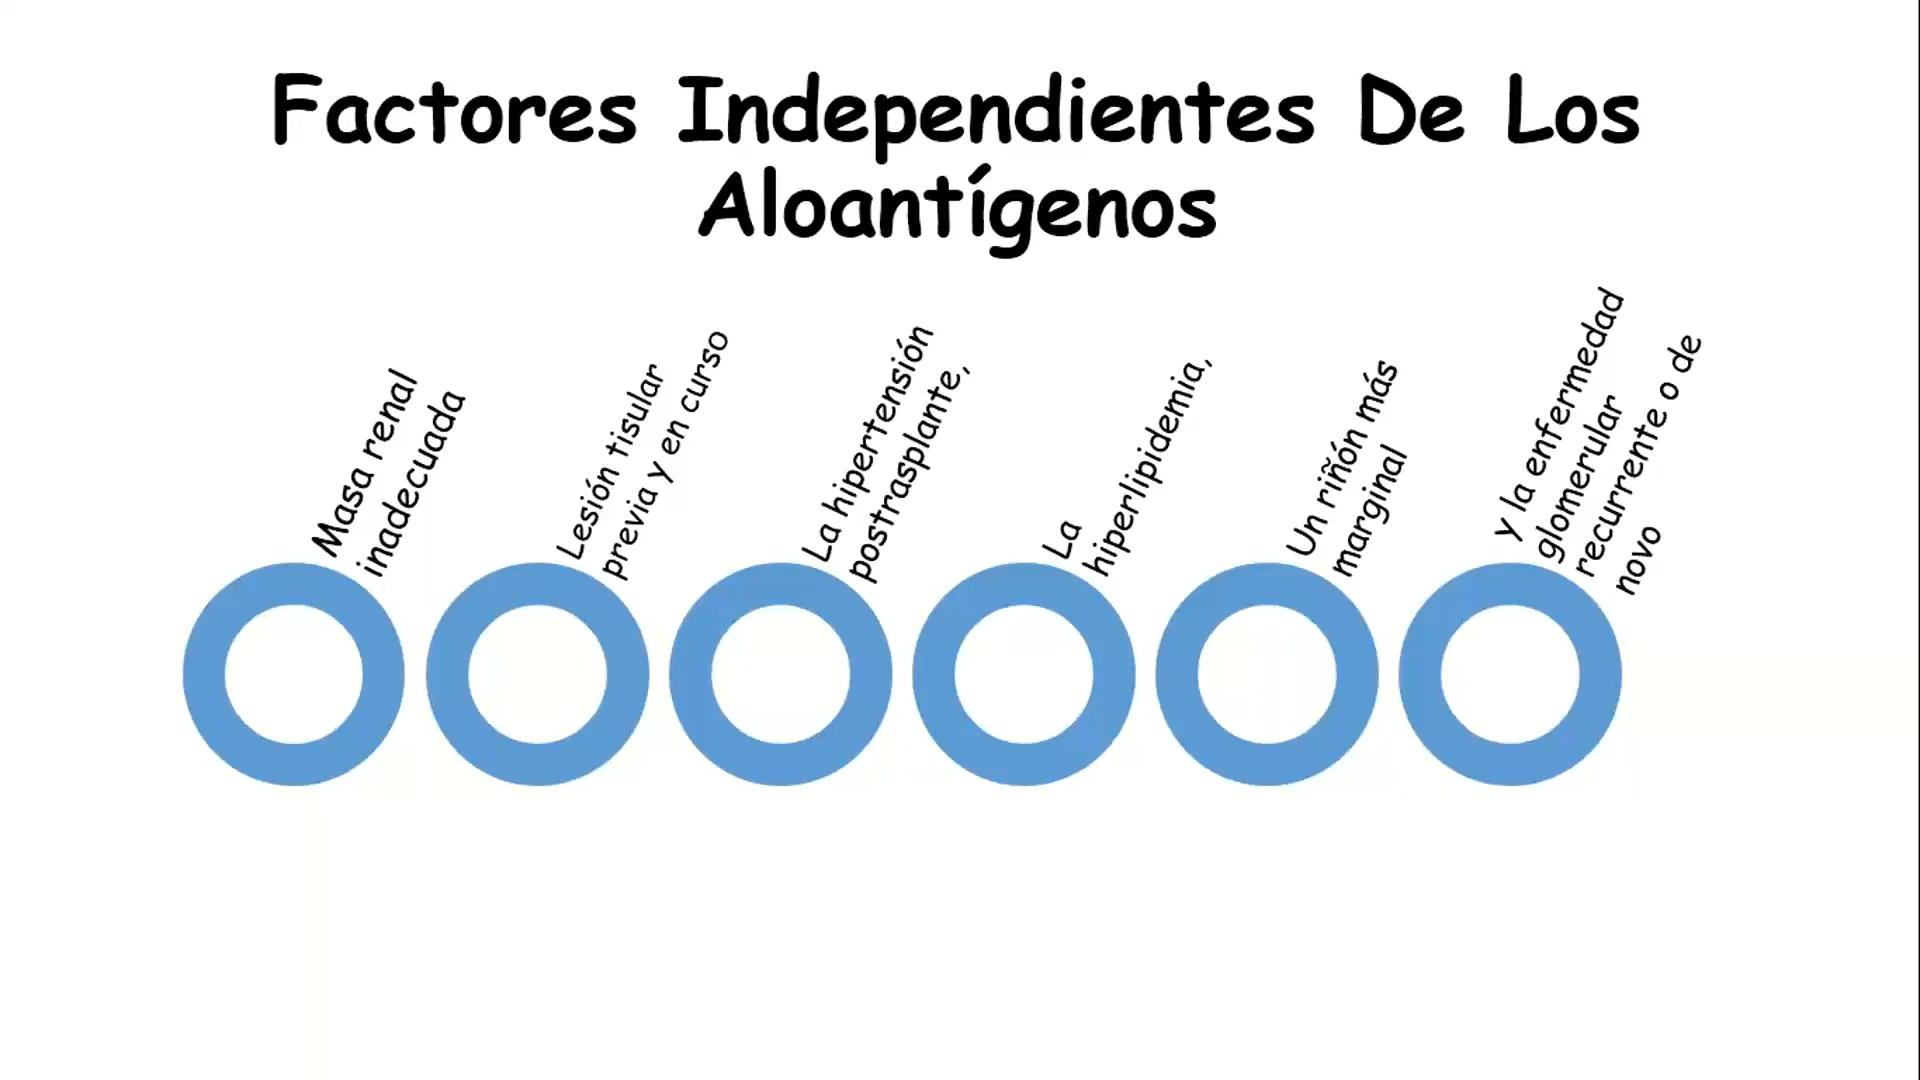 Factores Independientes De Los
Aloantígenos
Masa renal
inadecuada
Lesión tisular
previa y en curso
La hipertensión
postrasplante,
La
hiperlipidemia,
Un riñón más
marginal
y la enfermedad
glomerular
recurrente o de
novo